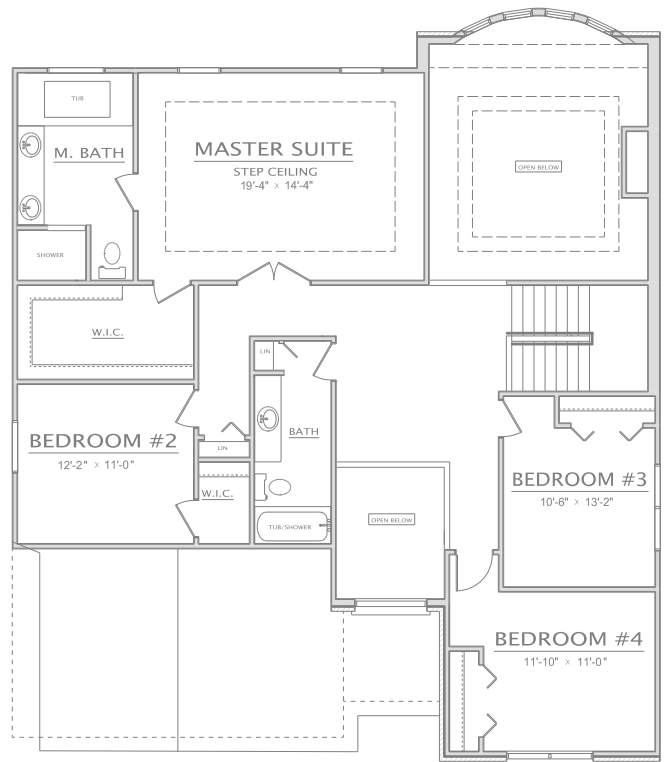 TUB
M. BATH
SHOWER
MASTER SUITE
STEP CEILING
19'-4" x 14'-4"
OPEN BELOW
W.I.C.
LIN
BATH
LIN
BEDROOM #2
12'-2" x 11'-0"
W.I.C.
TUB/SHOWER
OPEN BELOW
BEDROOM #3
10'-6" x 13'-2"
BEDROOM #4
11'-10" x 11'-0"